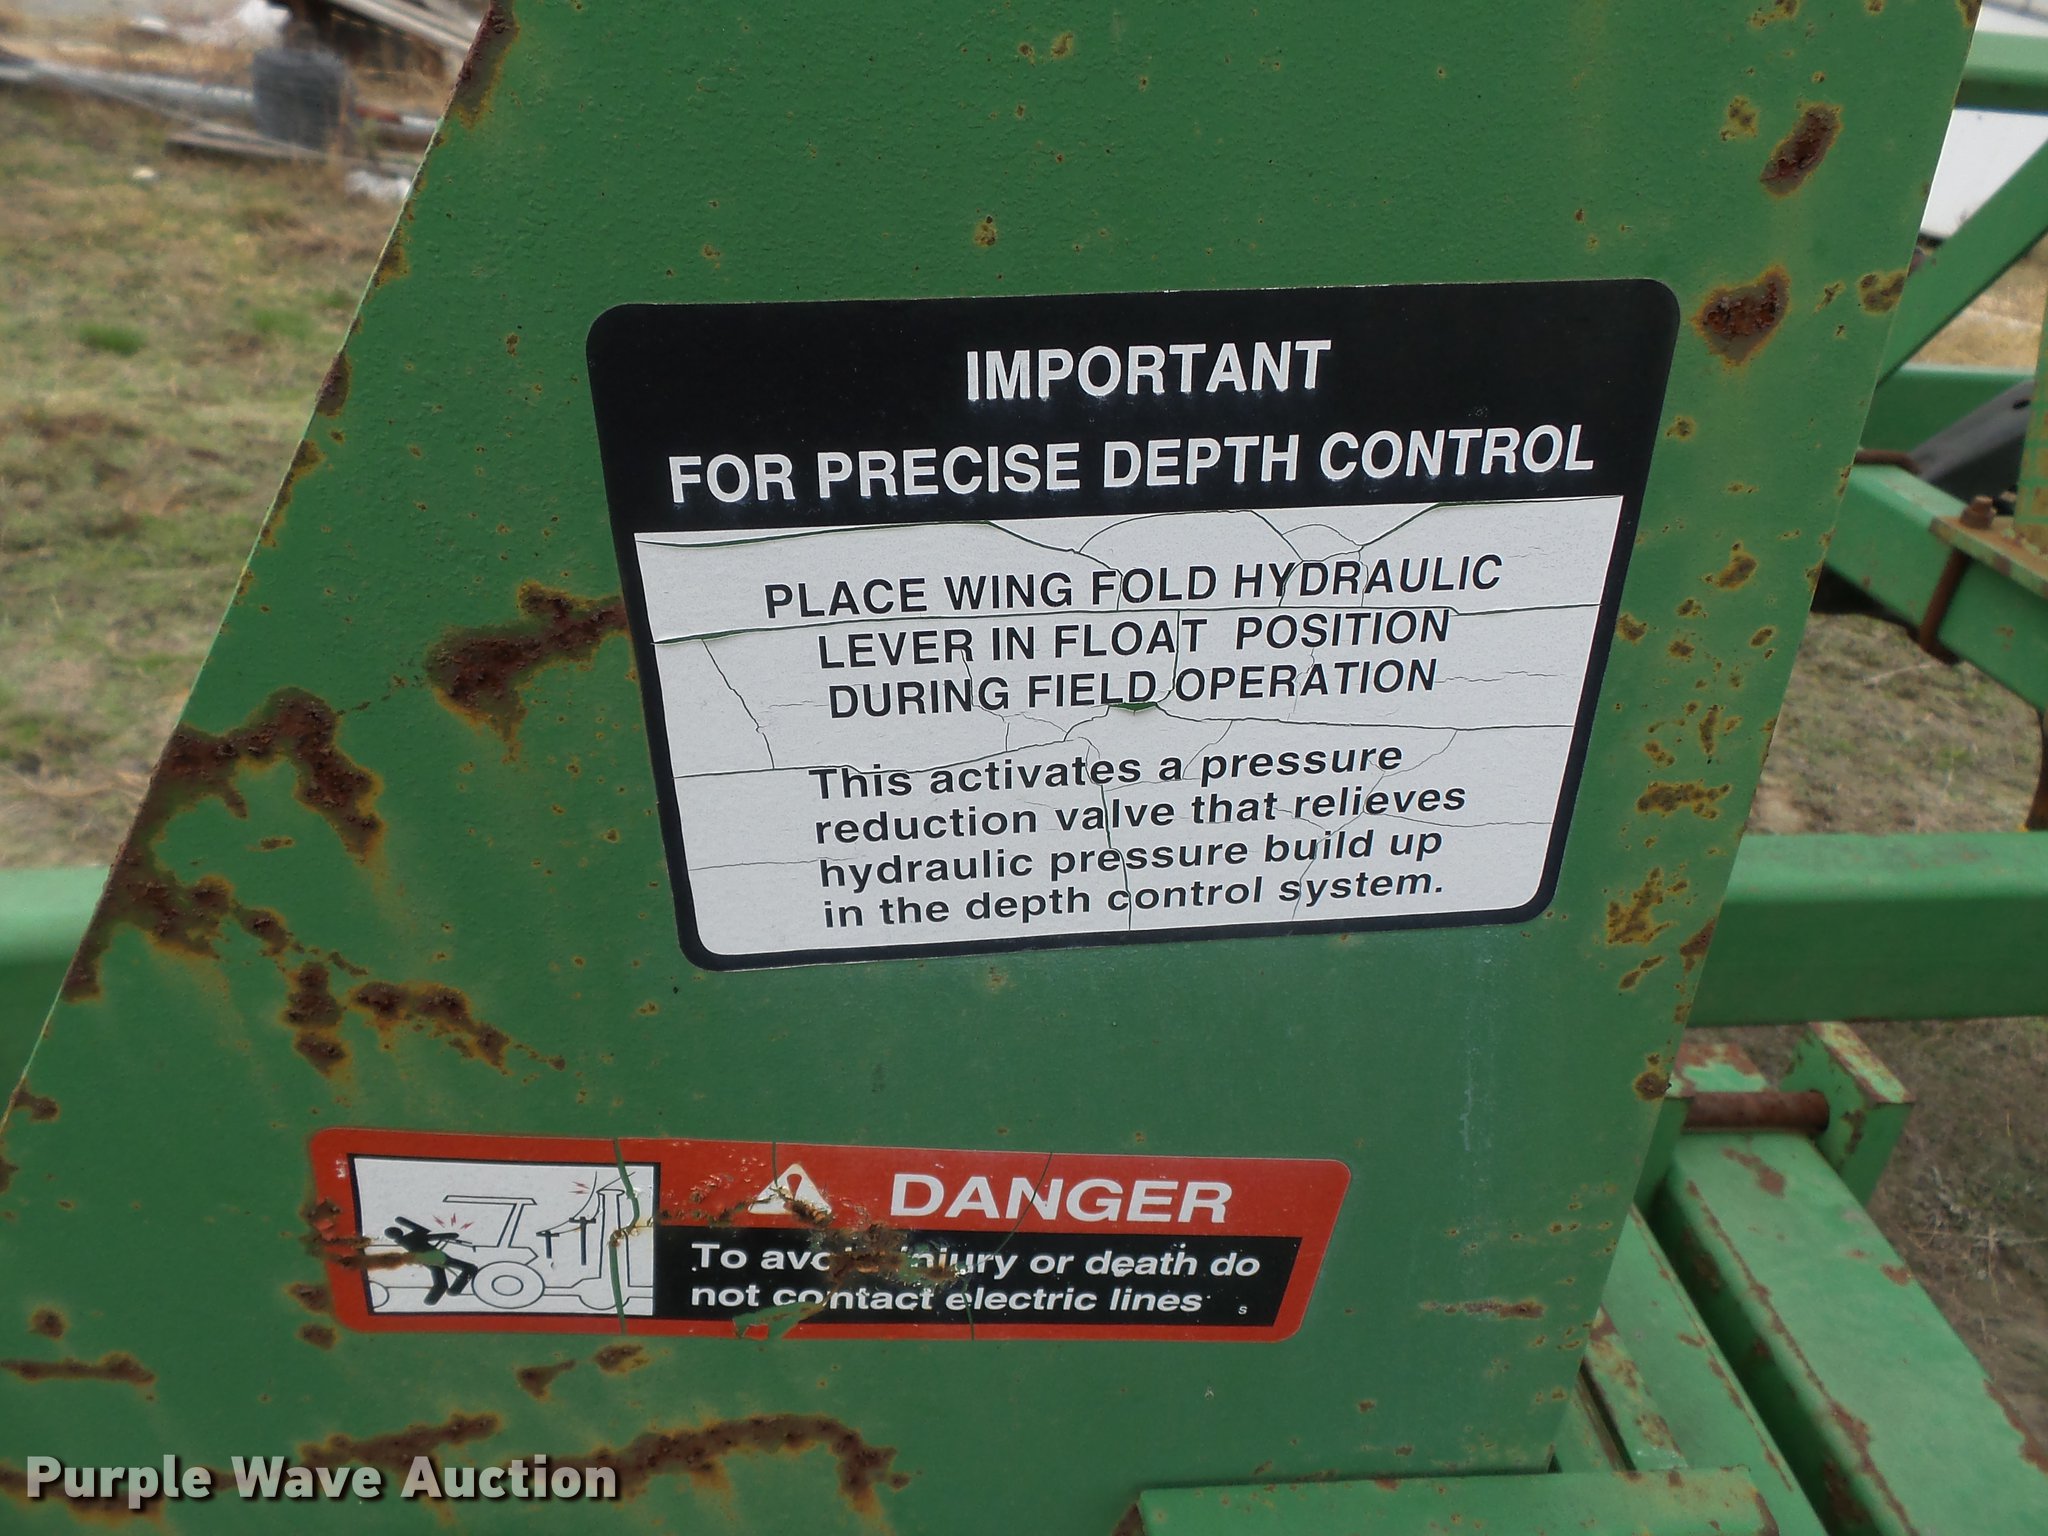 IMPORTANT
FOR PRECISE DEPTH CONTROL
PLACE WING FOLD HYDRAULIC
LEVER IN FLOAT POSITION
DURING FIELD OPERATION
This activates a pressure
reduction valve that relieves
hydraulic pressure build up
in the depth control system.
DANGER
To avoid injury or death do
not contact electric lines
S
Purple Wave Auction